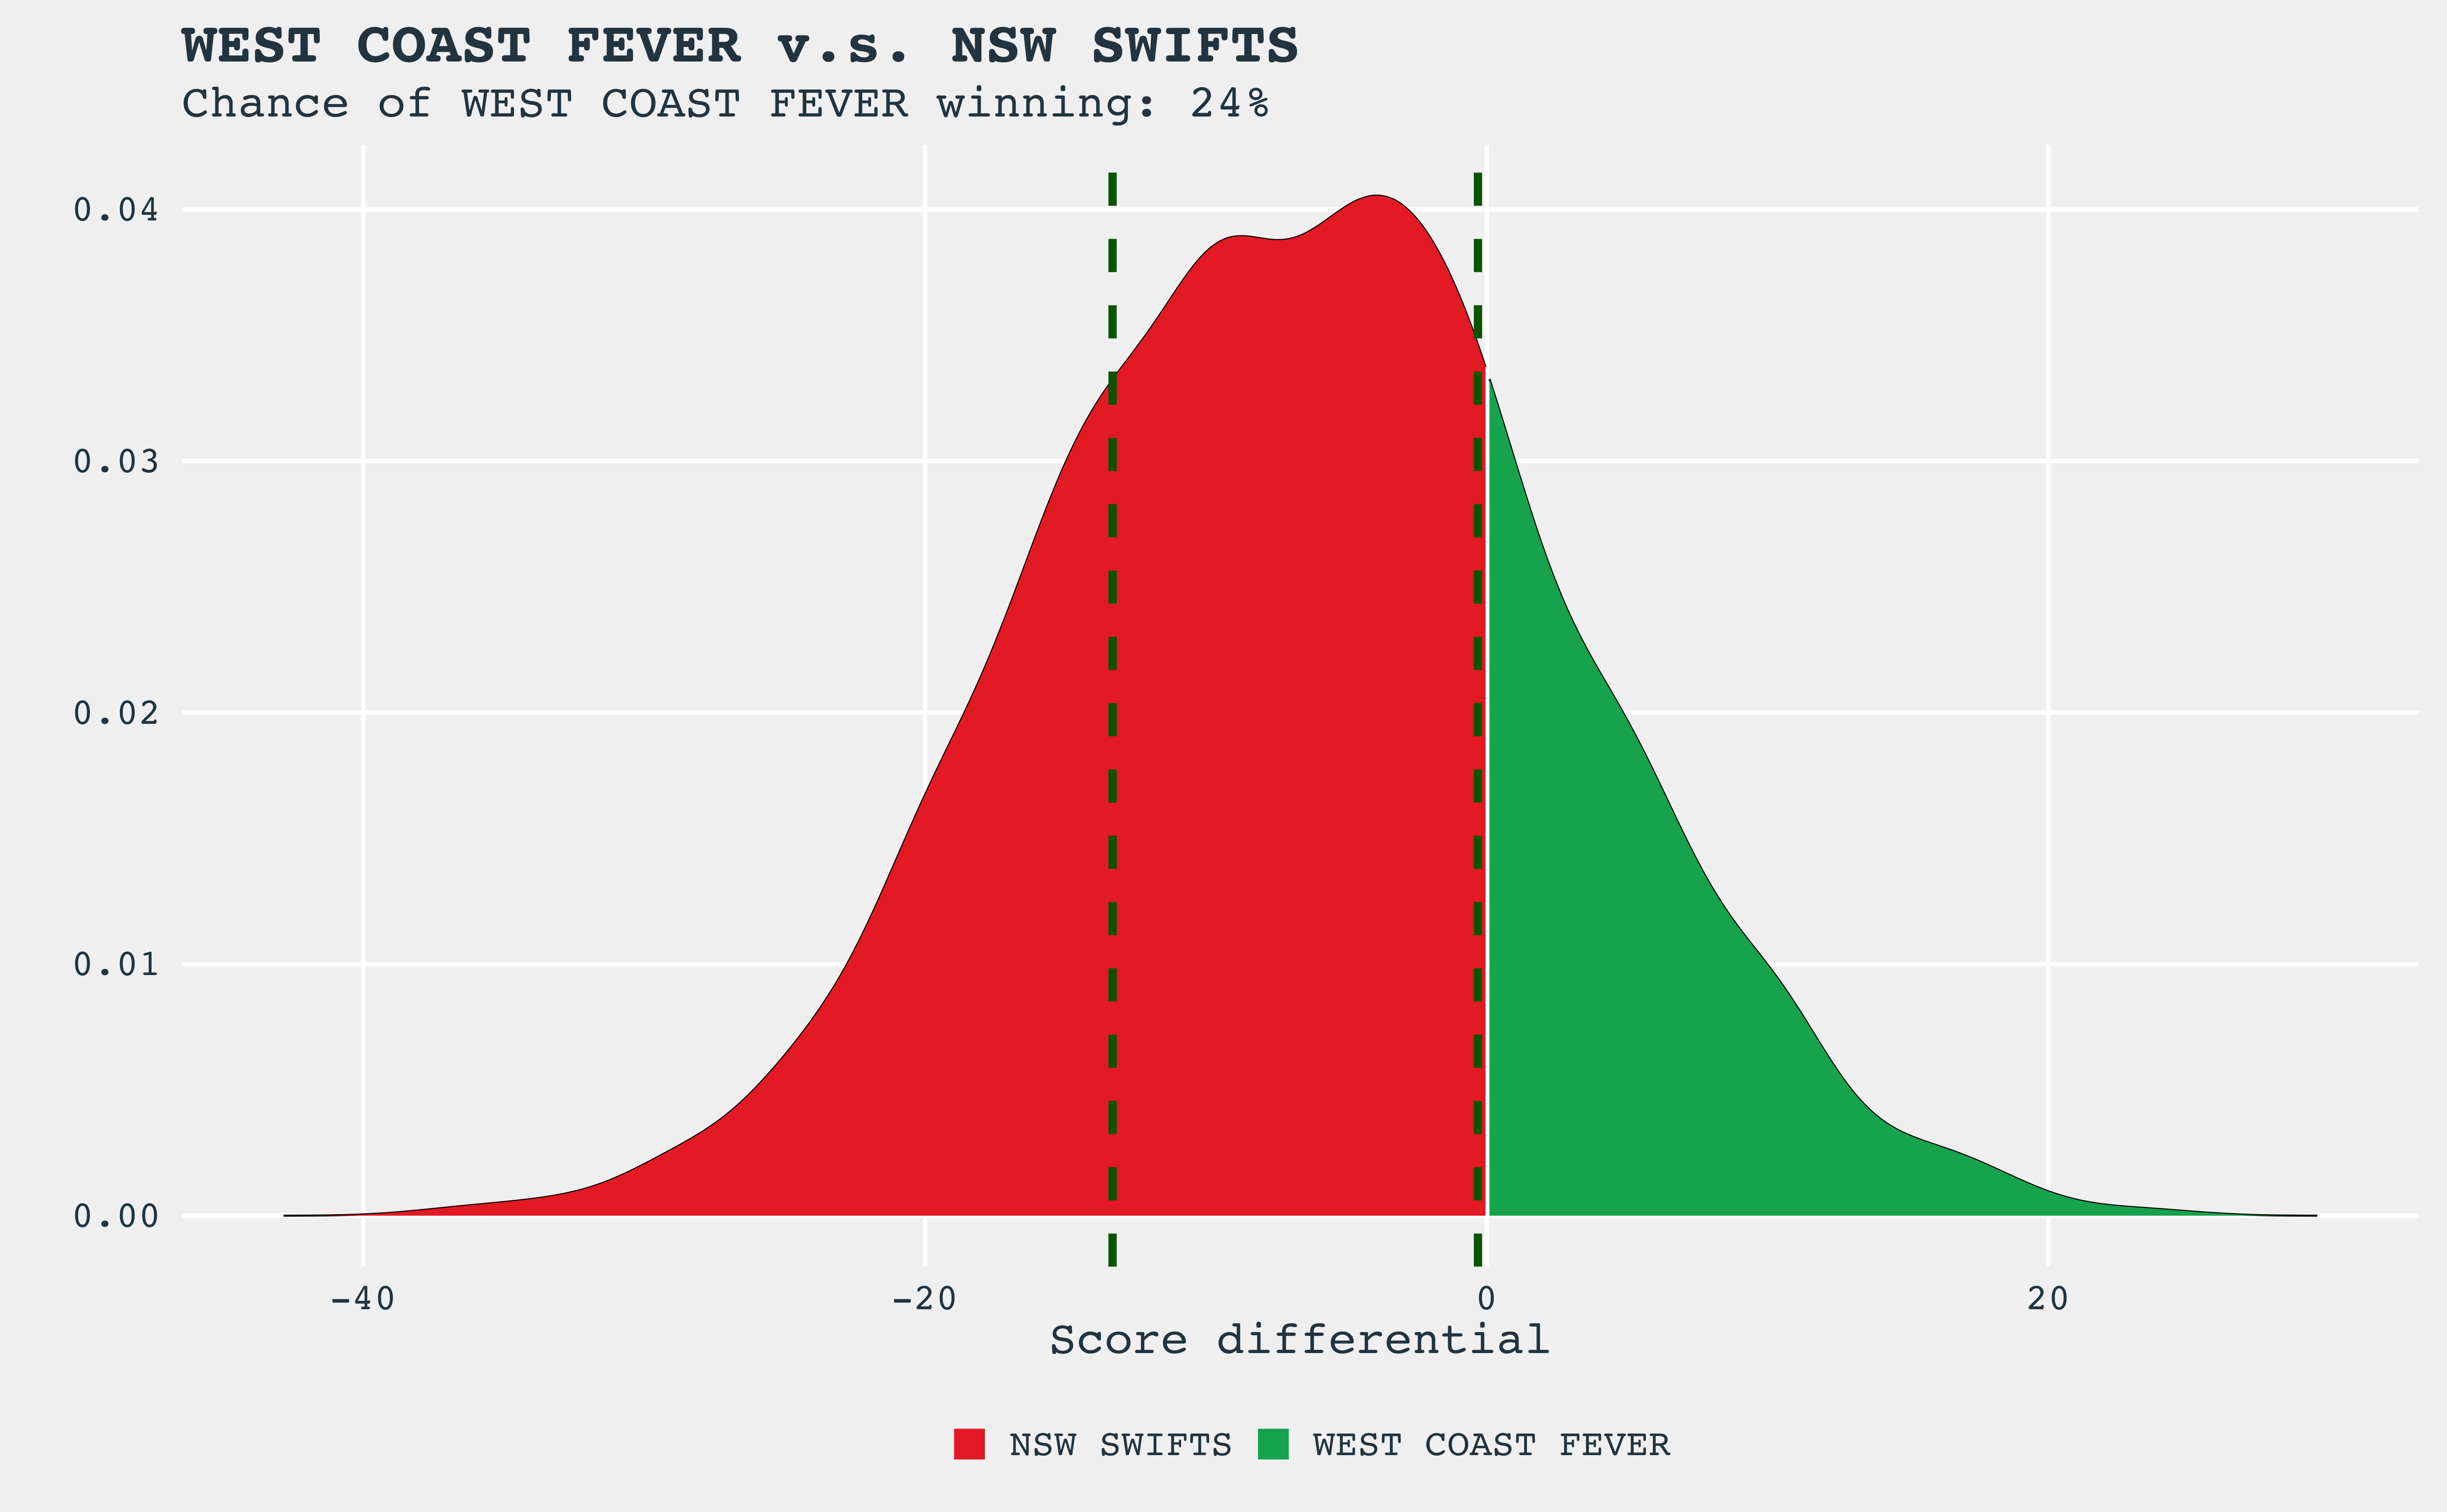 WEST COAST FEVER v.s. NSW SWIFTS
Chance of WEST COAST FEVER winning: 24%
0.04
0.03
0.02
0.01
0.00
-40 -20 0 20
Score differential
NSW SWIFTS WEST COAST FEVER